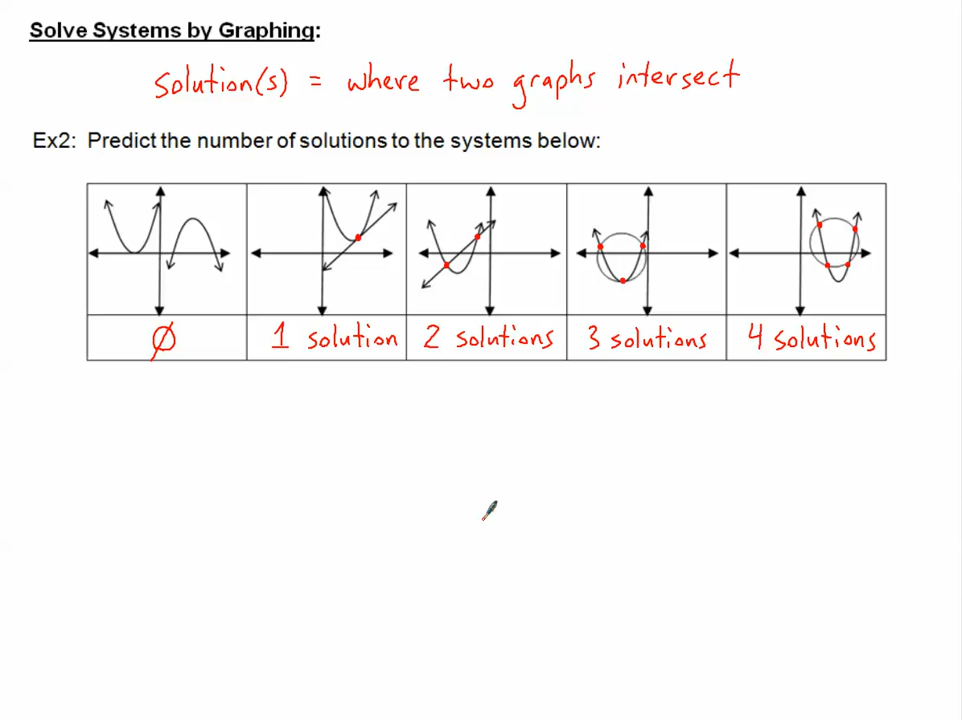 Solve Systems by Graphing:
solution(s) = where two graphs intersect
Ex2: Predict the number of solutions to the systems below:
∅ 1 solution 2 solutions 3 solutions 4 solutions